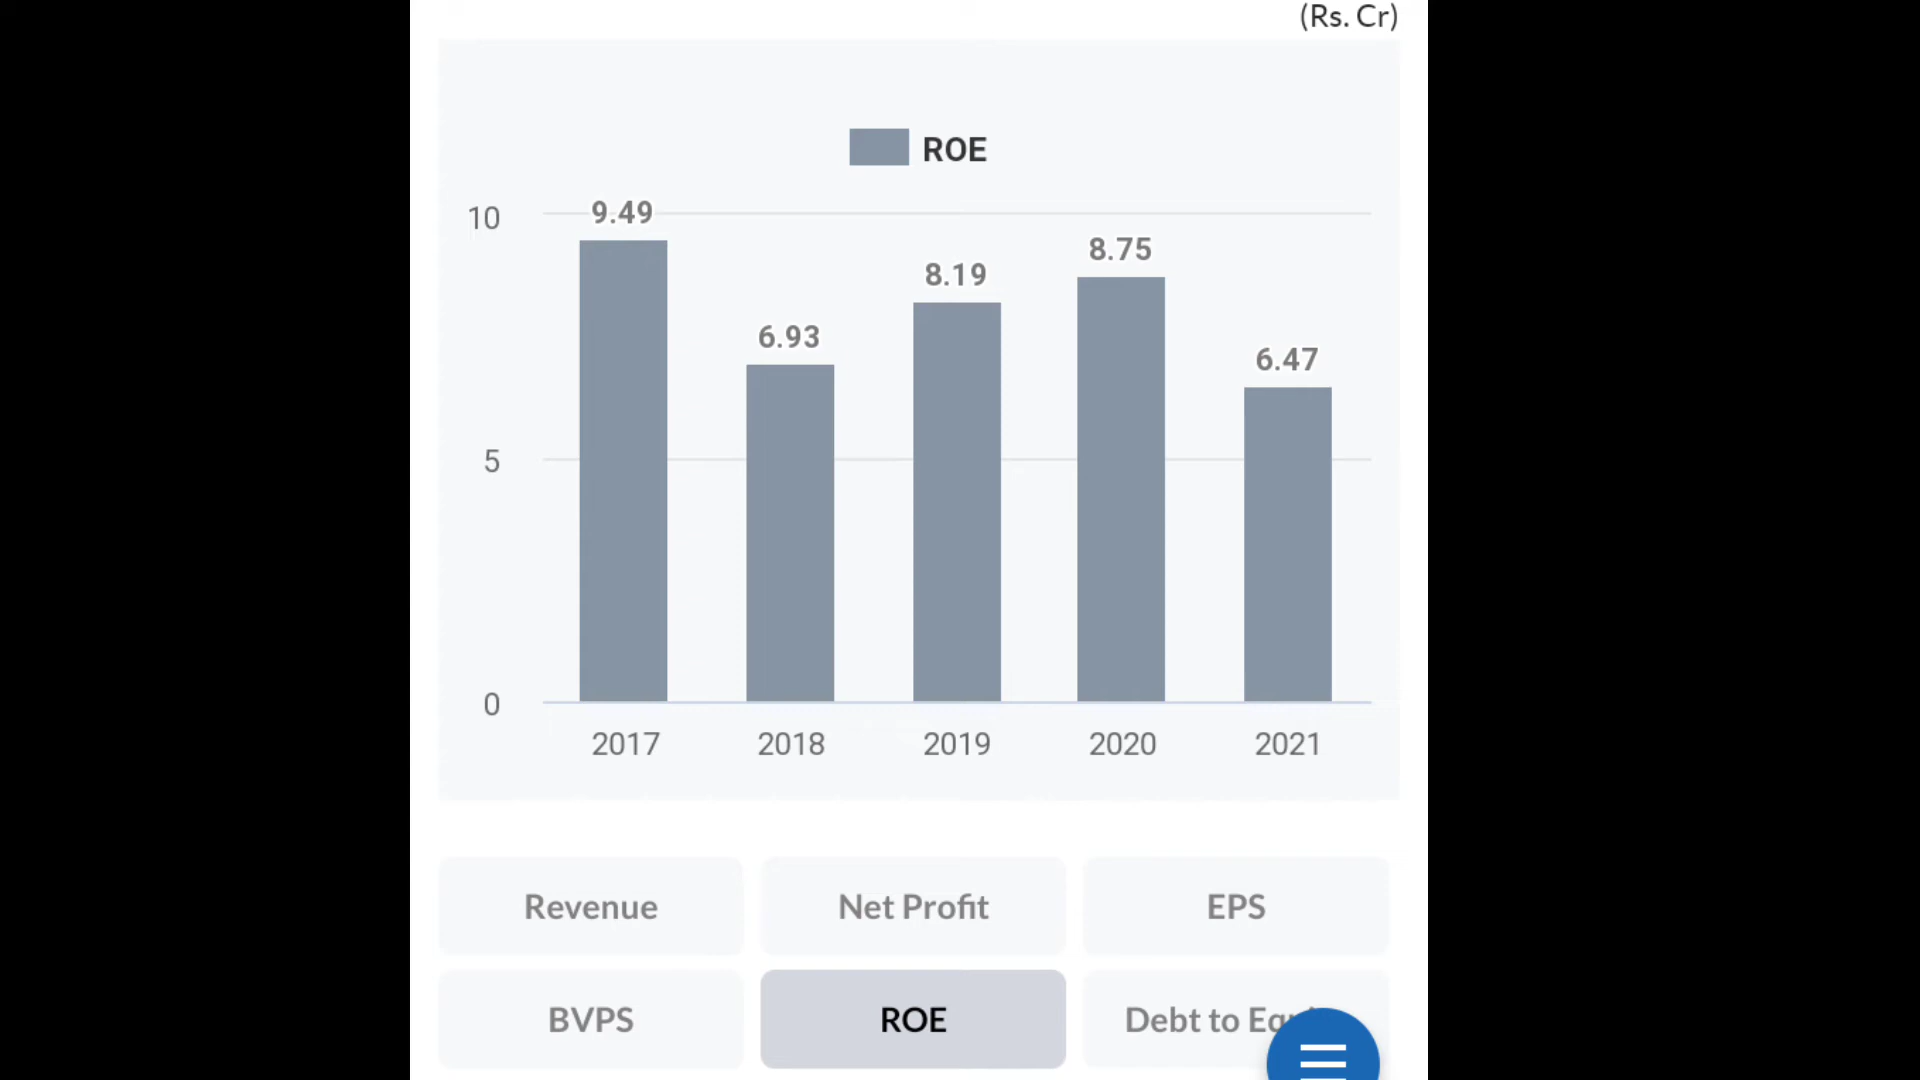 (Rs. Cr)
ROE
10
9.49
8.75
8.19
6.93
6.47
5
0
2017 2018 2019 2020 2021
Revenue Net Profit EPS
BVPS ROE Debt to